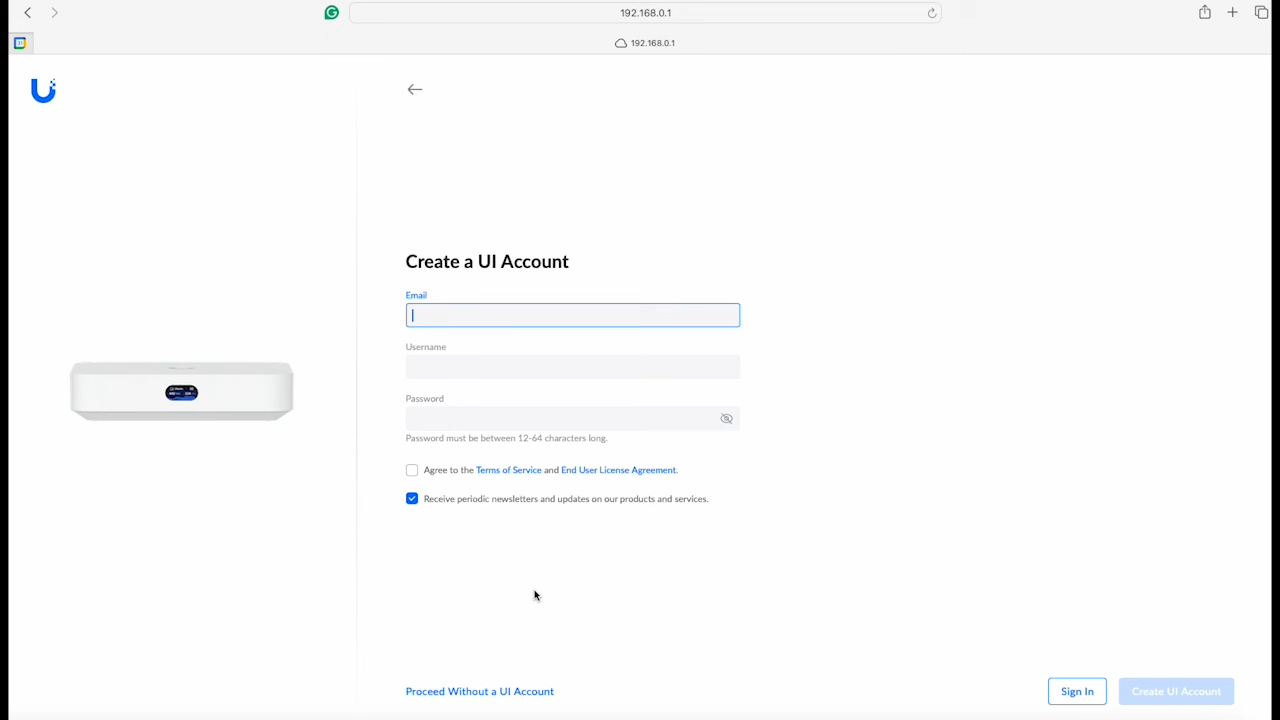 192.168.0.1
192.168.0.1
Create a UI Account
Email
Username
Password
Password must be between 12-64 characters long.
Agree to the Terms of Service and End User License Agreement.
Receive periodic newsletters and updates on our products and services.
Proceed Without a UI Account
Sign In
Create UI Account